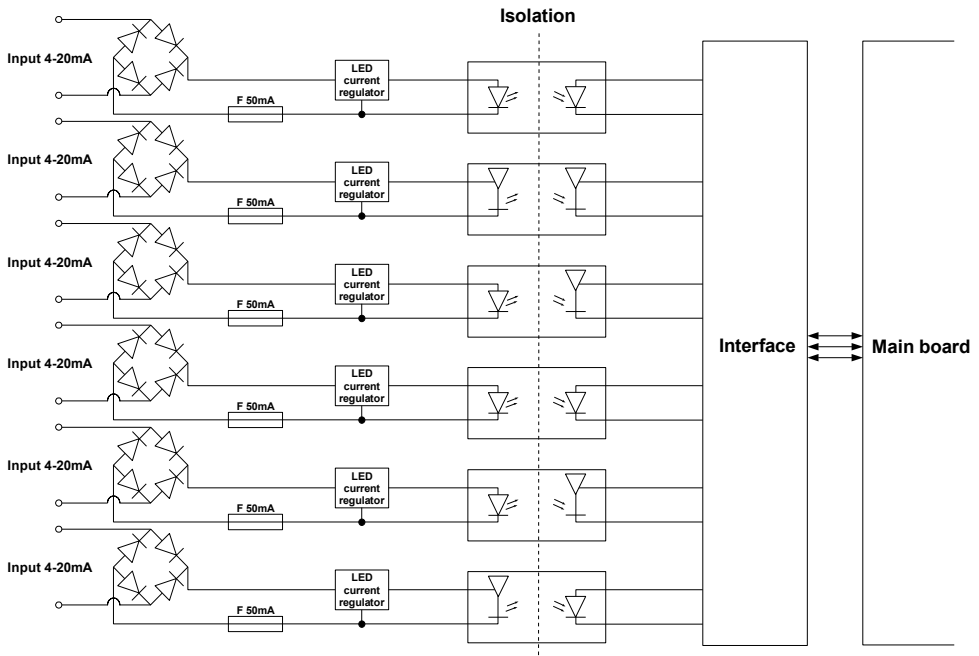 Isolation
Input 4-20mA
LED
current
regulator
F 50mA
Input 4-20mA
LED
current
regulator
F 50mA
Input 4-20mA
LED
current
regulator
F 50mA
Interface
Main board
Input 4-20mA
LED
current
regulator
F 50mA
Input 4-20mA
LED
current
regulator
F 50mA
Input 4-20mA
LED
current
regulator
F 50mA